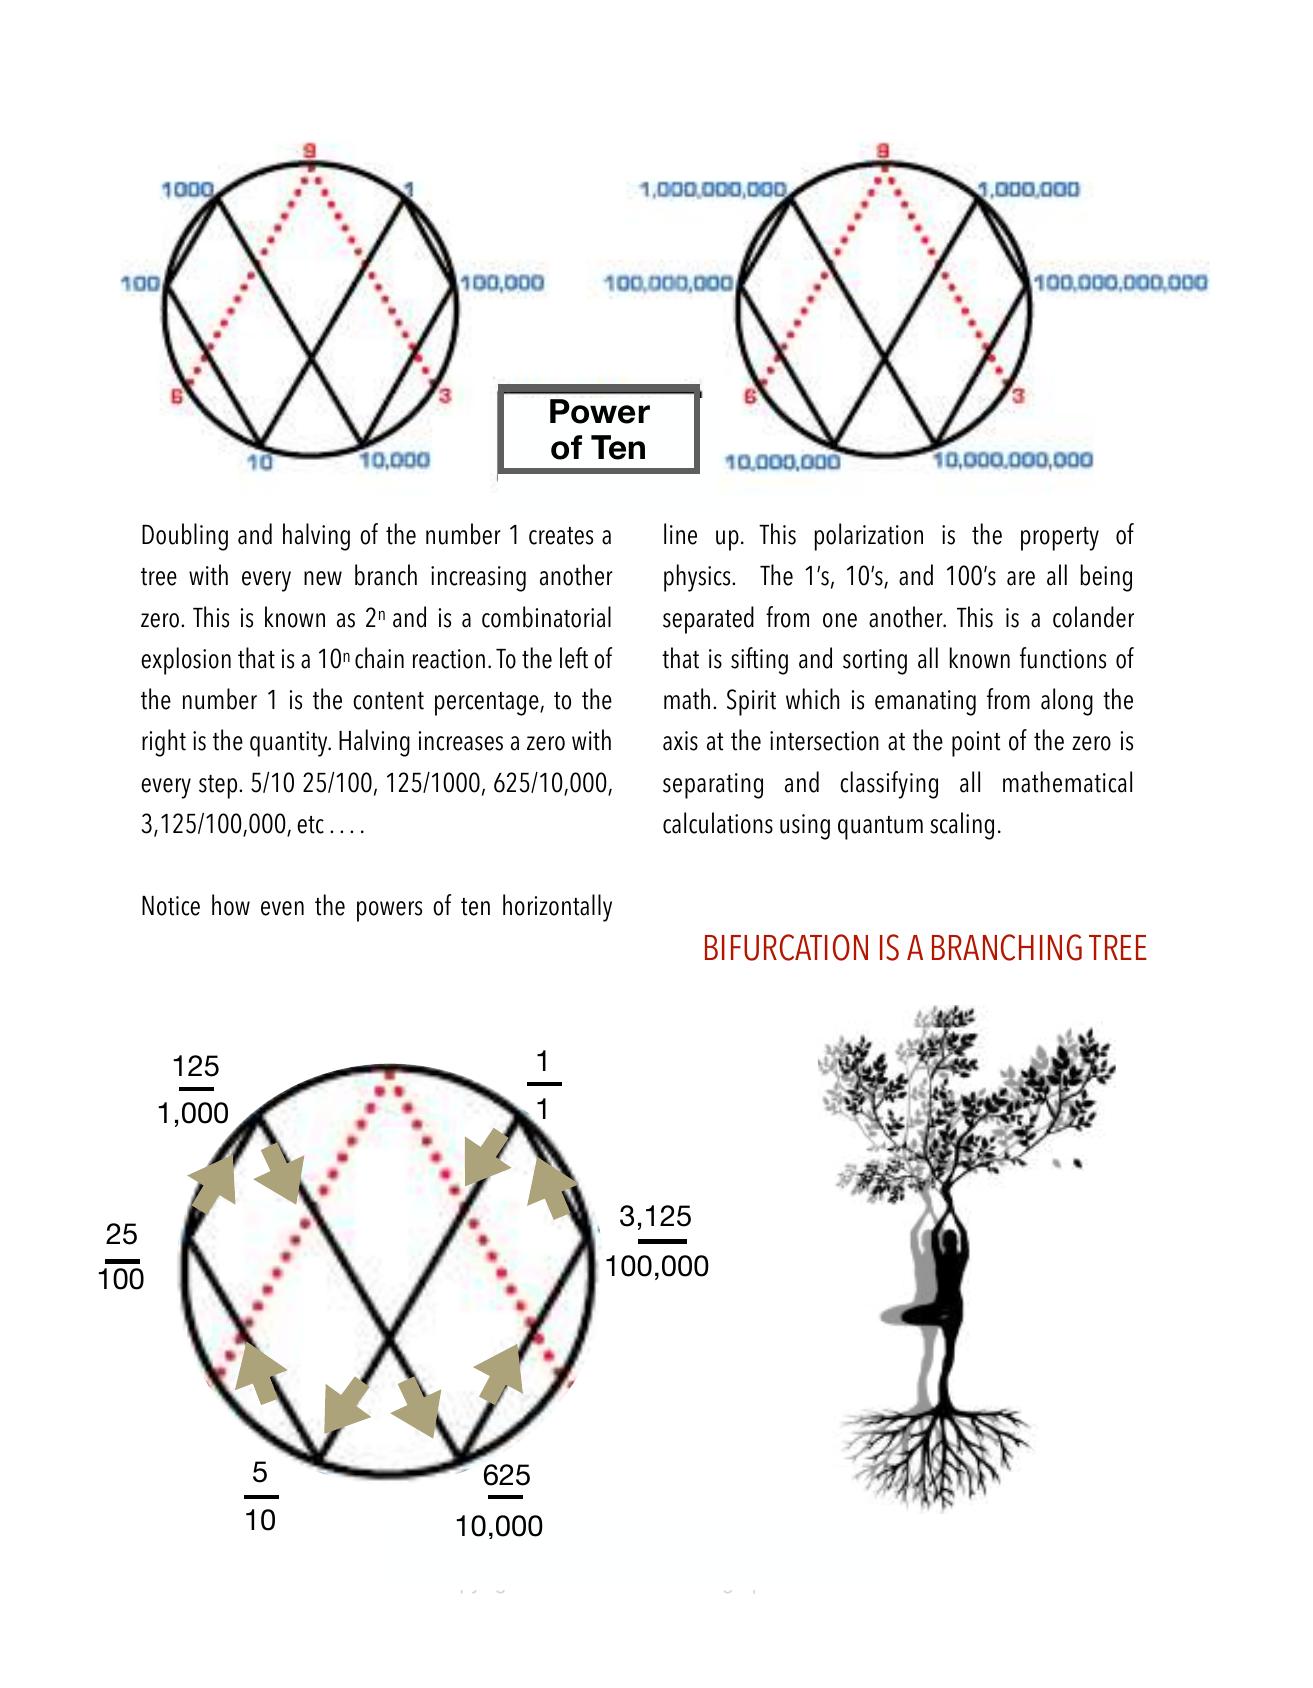 9
1000
1
100
100,000
6
3
10
10,000
9
1,000,000,000
1,000,000
100,000,000
100,000,000,000
6
3
10,000,000
10,000,000,000
Power
of Ten
Doubling and halving of the number 1 creates a
tree with every new branch increasing another
zero. This is known as 2ⁿ and is a combinatorial
explosion that is a 10ⁿ chain reaction. To the left of
the number 1 is the content percentage, to the
right is the quantity. Halving increases a zero with
every step. 5/10 25/100, 125/1000, 625/10,000,
3,125/100,000, etc . . . .
Notice how even the powers of ten horizontally
line up. This polarization is the property of
physics. The 1’s, 10’s, and 100’s are all being
separated from one another. This is a colander
that is sifting and sorting all known functions of
math. Spirit which is emanating from along the
axis at the intersection at the point of the zero is
separating and classifying all mathematical
calculations using quantum scaling.
BIFURCATION IS A BRANCHING TREE
125
1,000
1
1
25
100
3,125
100,000
5
10
625
10,000